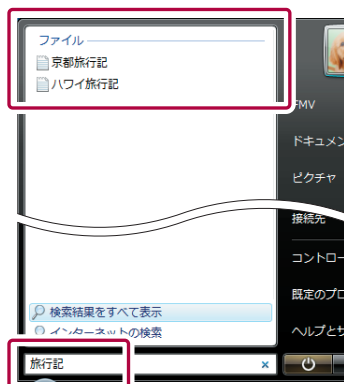 ファイル
京都旅行記
ハワイ旅行記
FMV
ドキュメン
ピクチャ
接続先
コントロー
既定のプロ
検索結果をすべて表示
インターネットの検索
ヘルプとサ
旅行記